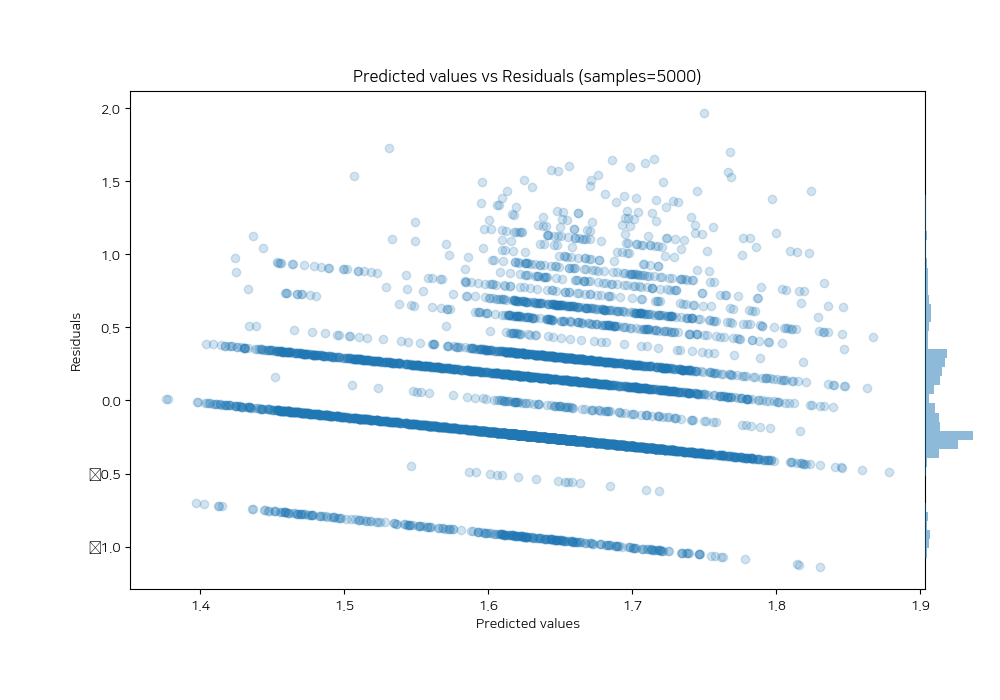 Predicted values vs Residuals (samples=5000)
2.0
1.5
1.0
0.5
0.0
□0.5
□1.0
Residuals
1.4 1.5 1.6 1.7 1.8 1.9
Predicted values